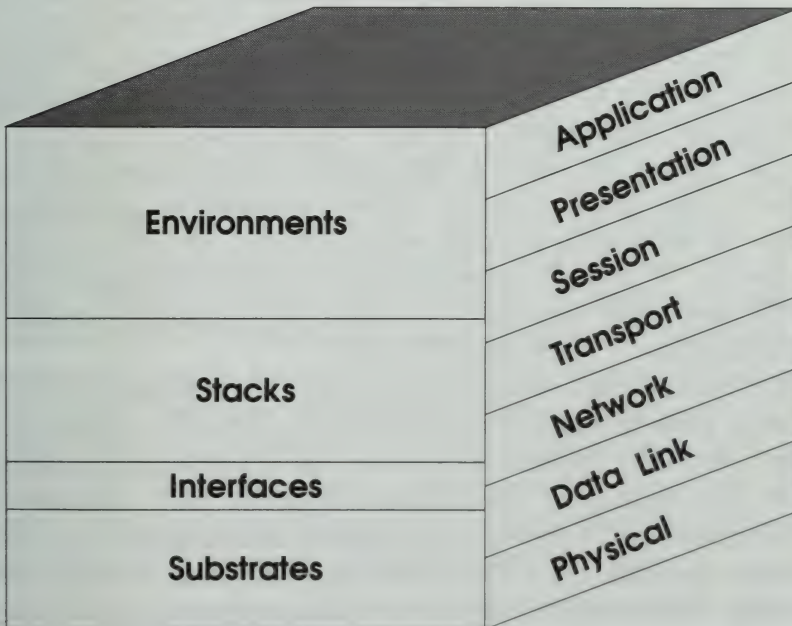 Environments
Stacks
Interfaces
Substrates
Application
Presentation
Session
Transport
Network
Data Link
Physical